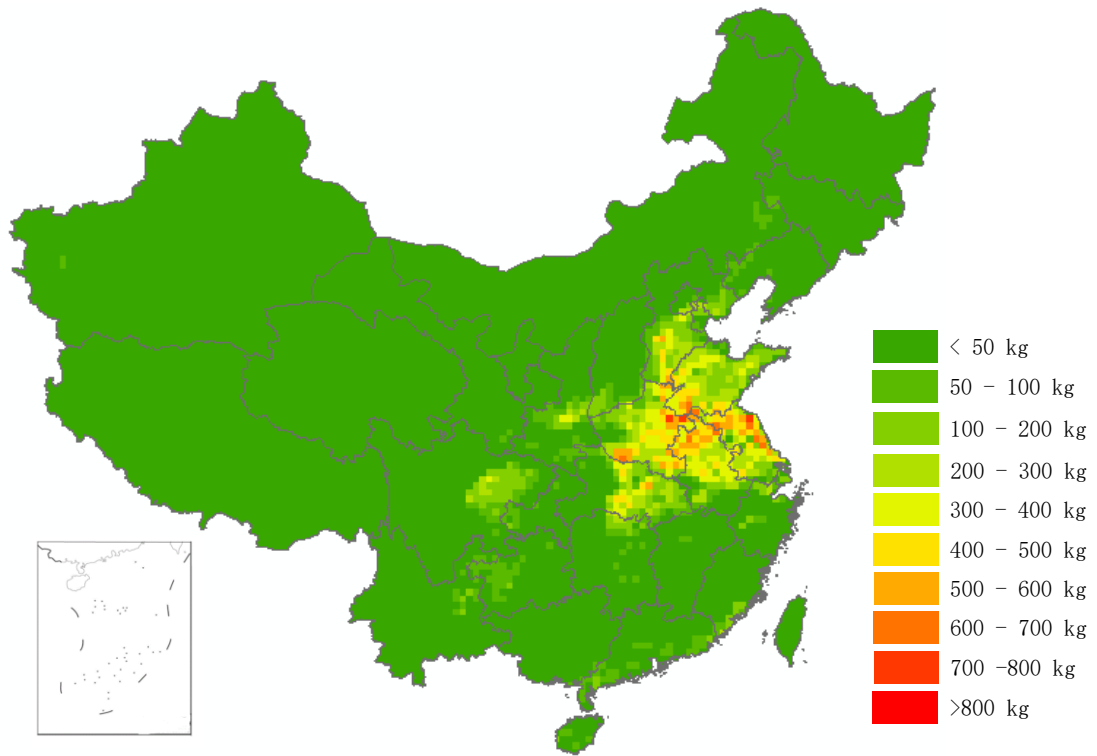 < 50 kg
50 - 100 kg
100 - 200 kg
200 - 300 kg
300 - 400 kg
400 - 500 kg
500 - 600 kg
600 - 700 kg
700 -800 kg
>800 kg